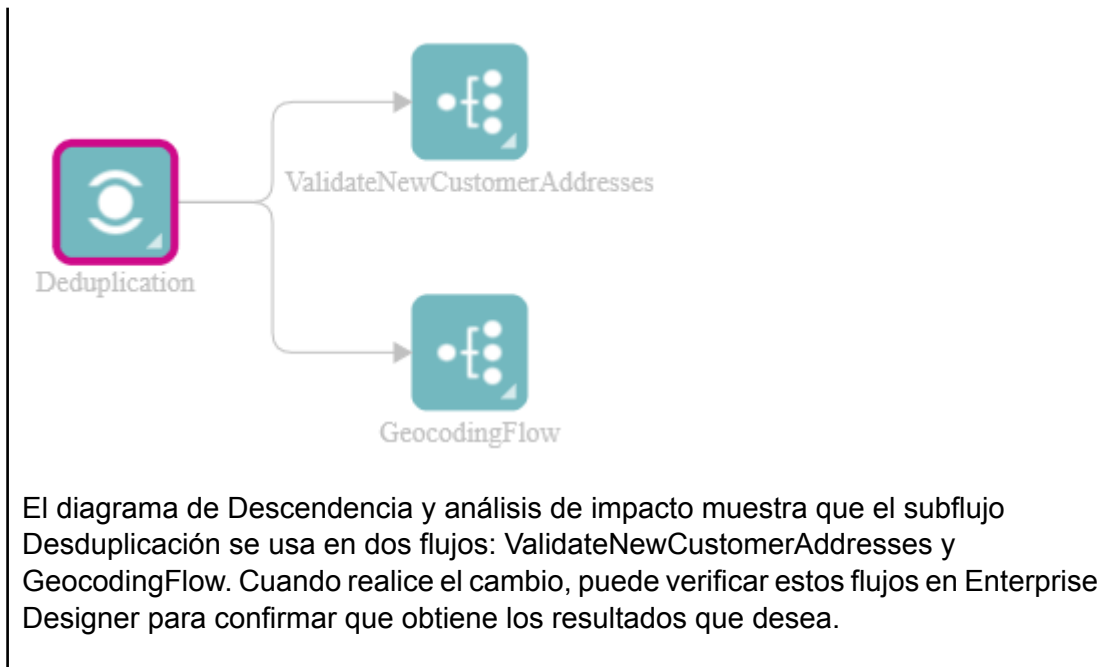 ValidateNewCustomerAddresses
Deduplication
GeocodingFlow
El diagrama de Descendencia y análisis de impacto muestra que el subflujo
Desduplicación se usa en dos flujos: ValidateNewCustomerAddresses y
GeocodingFlow. Cuando realice el cambio, puede verificar estos flujos en Enterprise
Designer para confirmar que obtiene los resultados que desea.